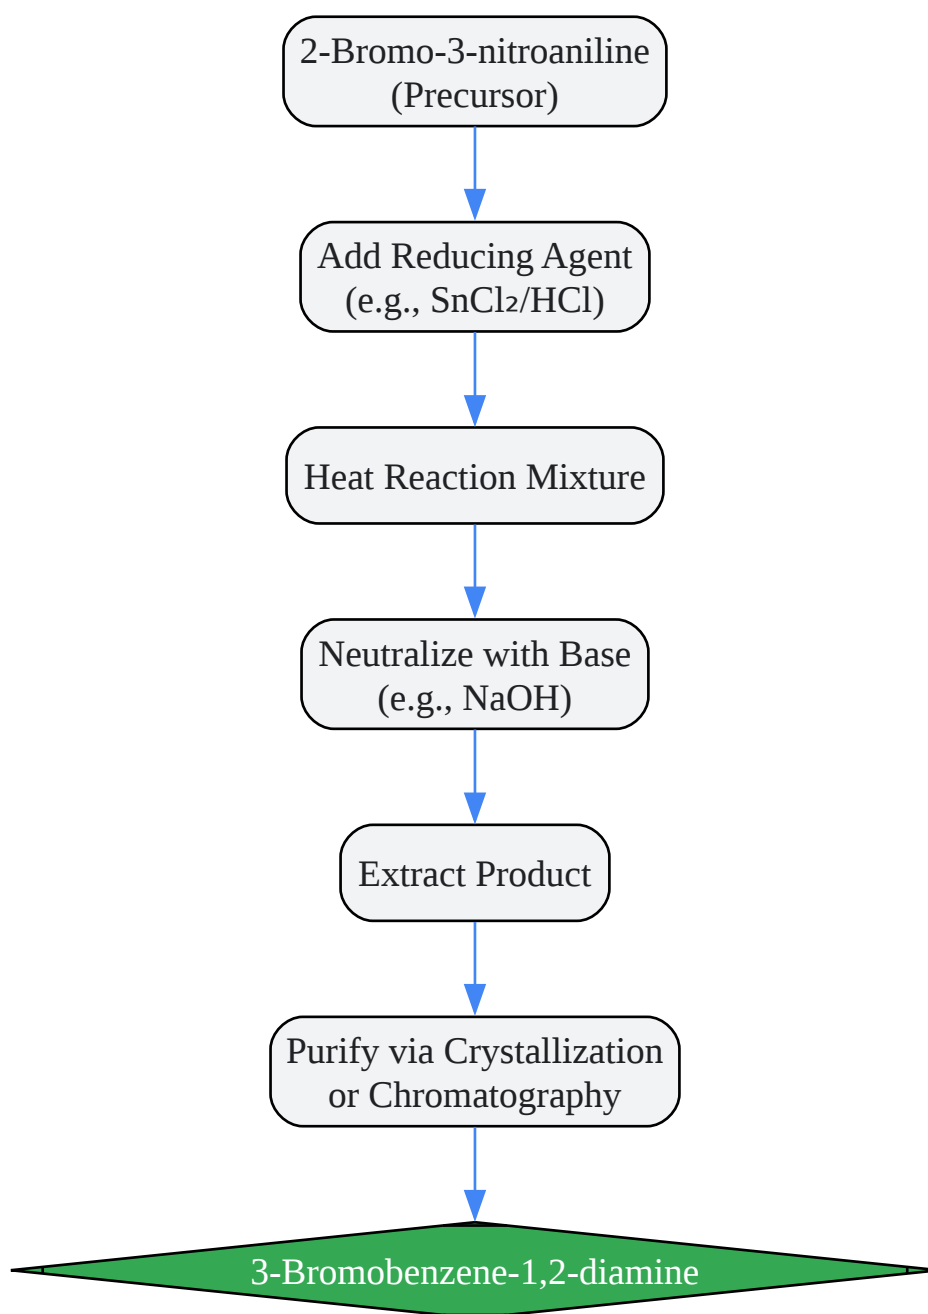 2-Bromo-3-nitroaniline
(Precursor)
Add Reducing Agent
(e.g., SnCl₂/HCl)
Heat Reaction Mixture
Neutralize with Base
(e.g., NaOH)
Extract Product
Purify via Crystallization
or Chromatography
3-Bromobenzene-1,2-diamine